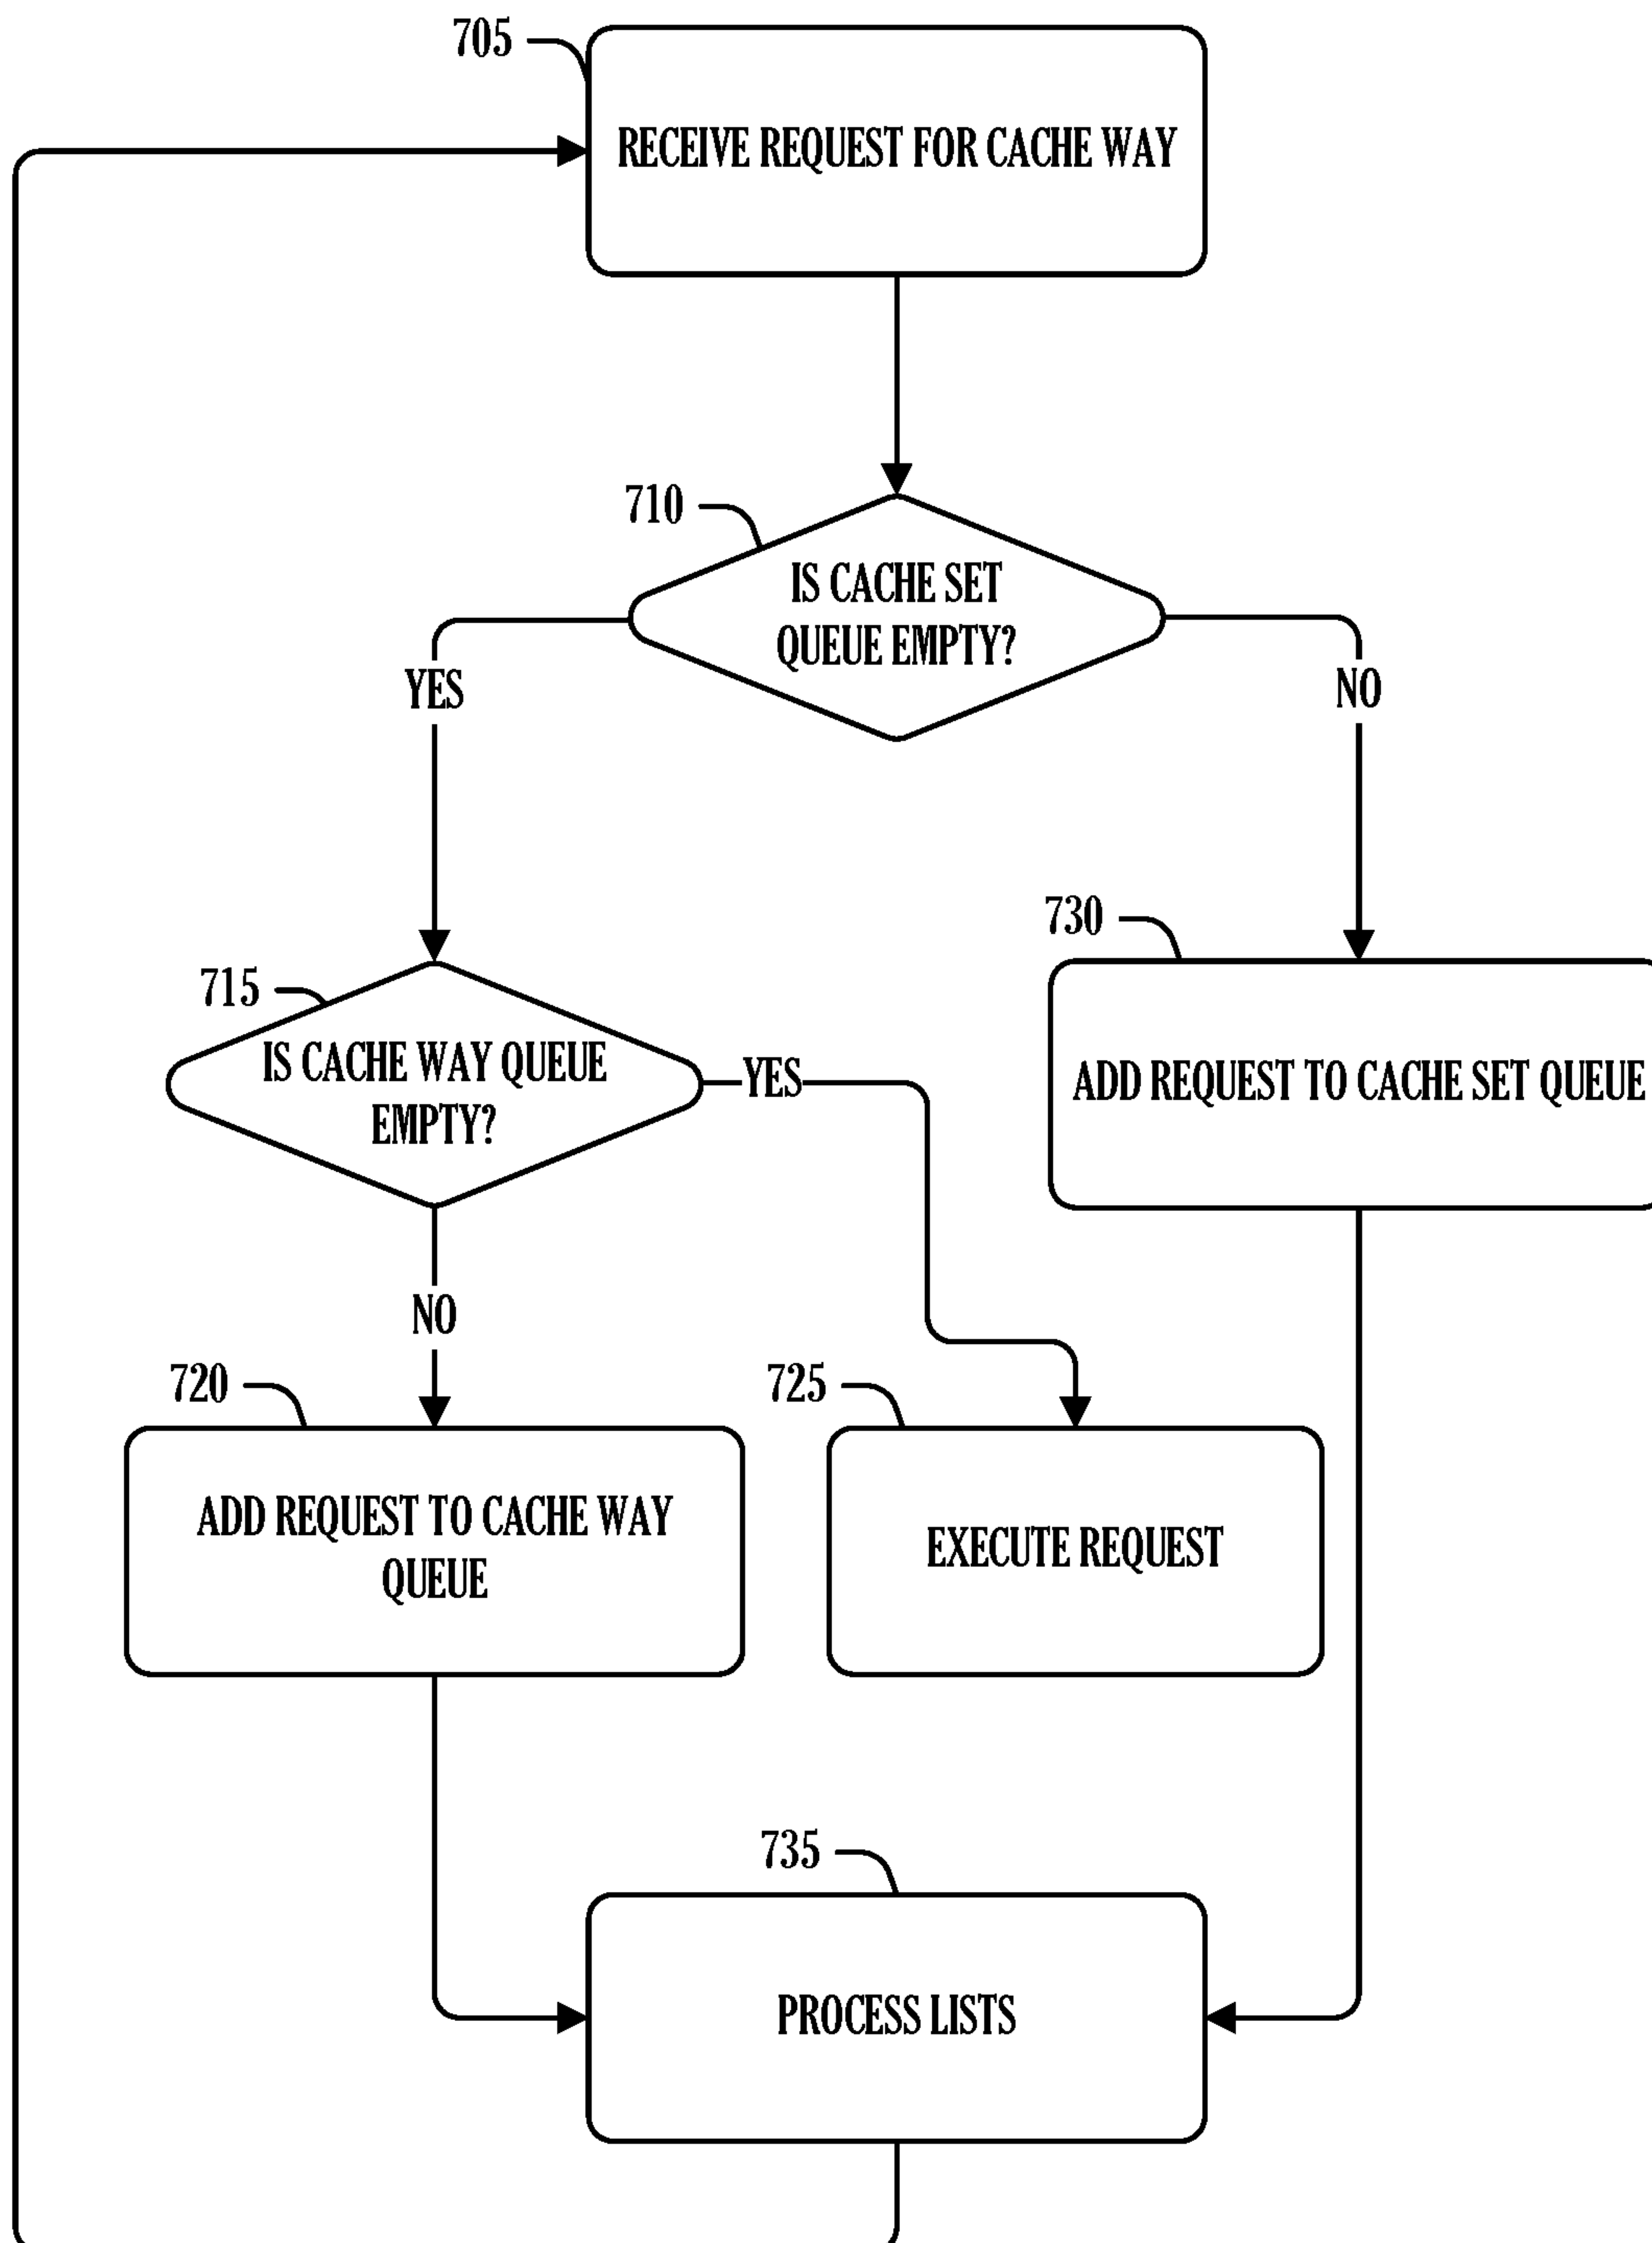 705
RECEIVE REQUEST FOR CACHE WAY
710
IS CACHE SET
QUEUE EMPTY?
YES
NO
730
715
IS CACHE WAY QUEUE
EMPTY?
YES
ADD REQUEST TO CACHE SET QUEUE
NO
720
725
ADD REQUEST TO CACHE WAY
QUEUE
EXECUTE REQUEST
735
PROCESS LISTS